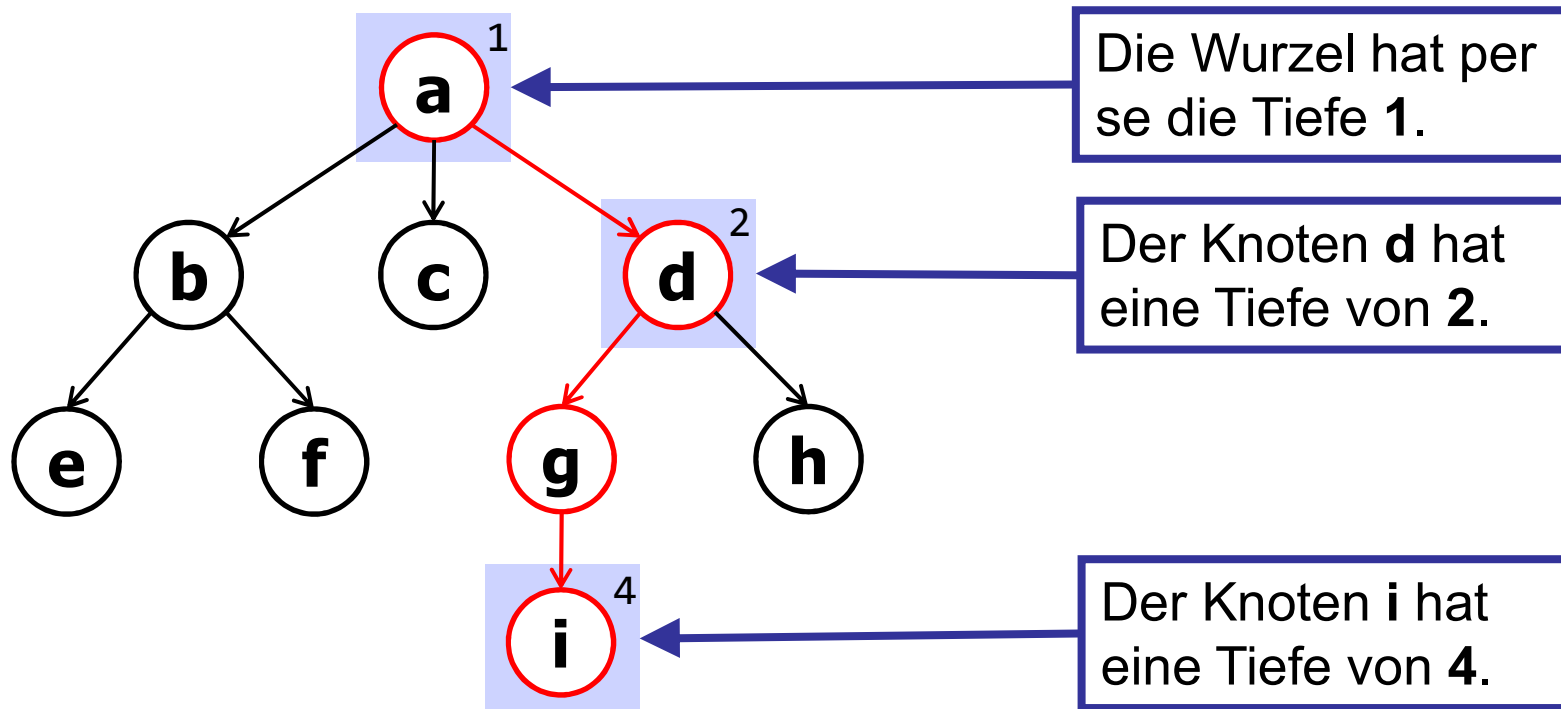 1
a
Die Wurzel hat per
se die Tiefe 1.
2
b
c
d
Der Knoten d hat
eine Tiefe von 2.
e
f
g
h
4
i
Der Knoten i hat
eine Tiefe von 4.